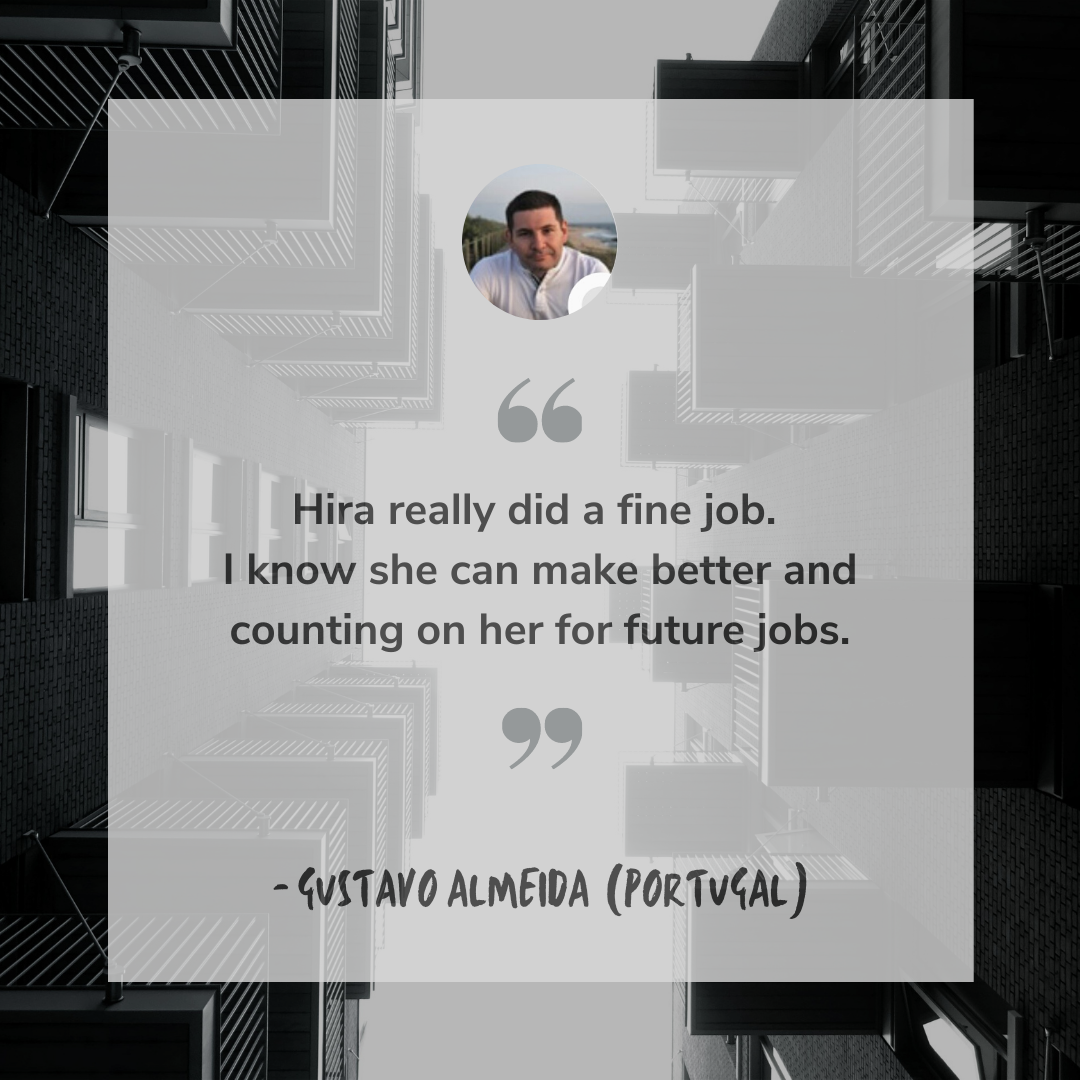 “
Hira really did a fine job.
I know she can make better and
counting on her for future jobs.
”
- GUSTAVO ALMEIDA (PORTUGAL)